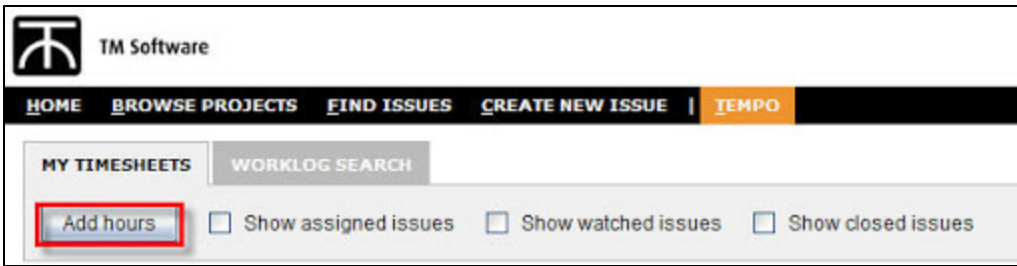 TM Software
HOME BROWSE PROJECTS FIND ISSUES CREATE NEW ISSUE | TEMPO
MY TIMESHEETS WORKLOG SEARCH
Add hours Show assigned issues Show watched issues Show closed issues